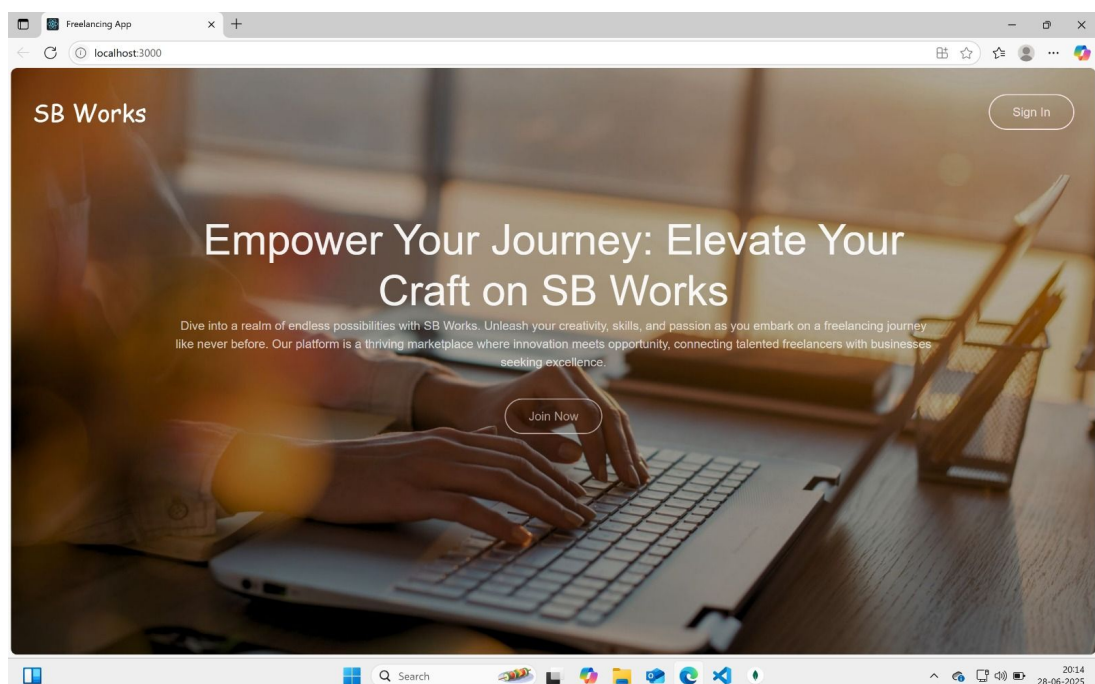 Freelancing App
localhost:3000
SB Works
Sign In
Empower Your Journey: Elevate Your
Craft on SB Works
Dive into a realm of endless possibilities with SB Works. Unleash your creativity, skills, and passion as you embark on a freelancing journey
like never before. Our platform is a thriving marketplace where innovation meets opportunity, connecting talented freelancers with businesses
seeking excellence.
Join Now
Search
20:14
28-06-2025